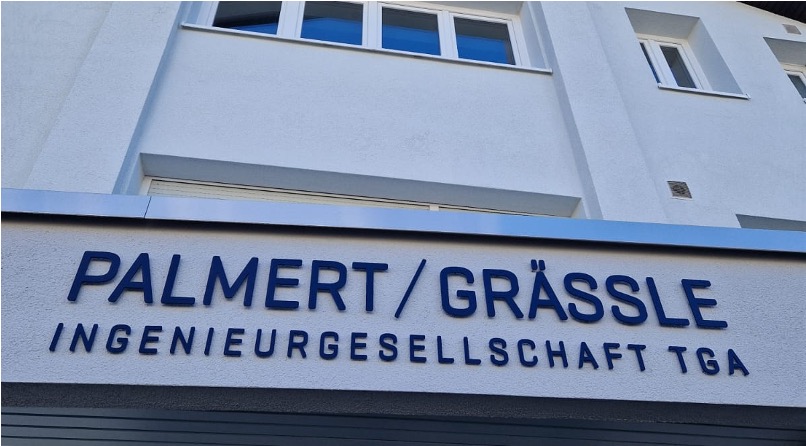 PALMERT/GRÄSSLE
INGENIEURGESELLSCHAFT TGA